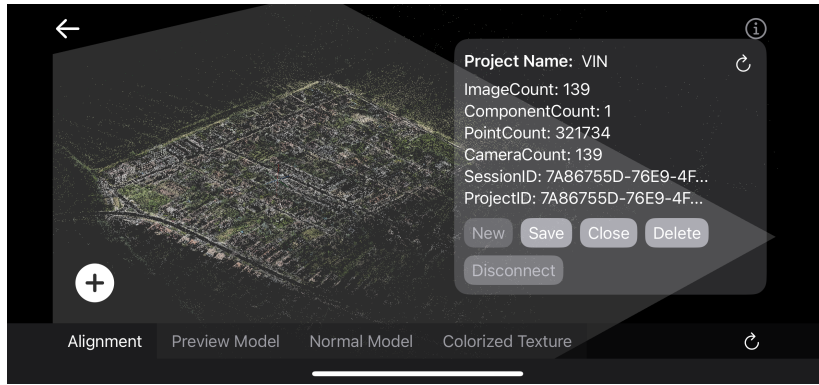 Project Name: VIN
ImageCount: 139
ComponentCount: 1
PointCount: 321734
CameraCount: 139
SessionID: 7A86755D-76E9-4F...
ProjectID: 7A86755D-76E9-4F...
New Save Close Delete
Disconnect
Alignment Preview Model Normal Model Colorized Texture